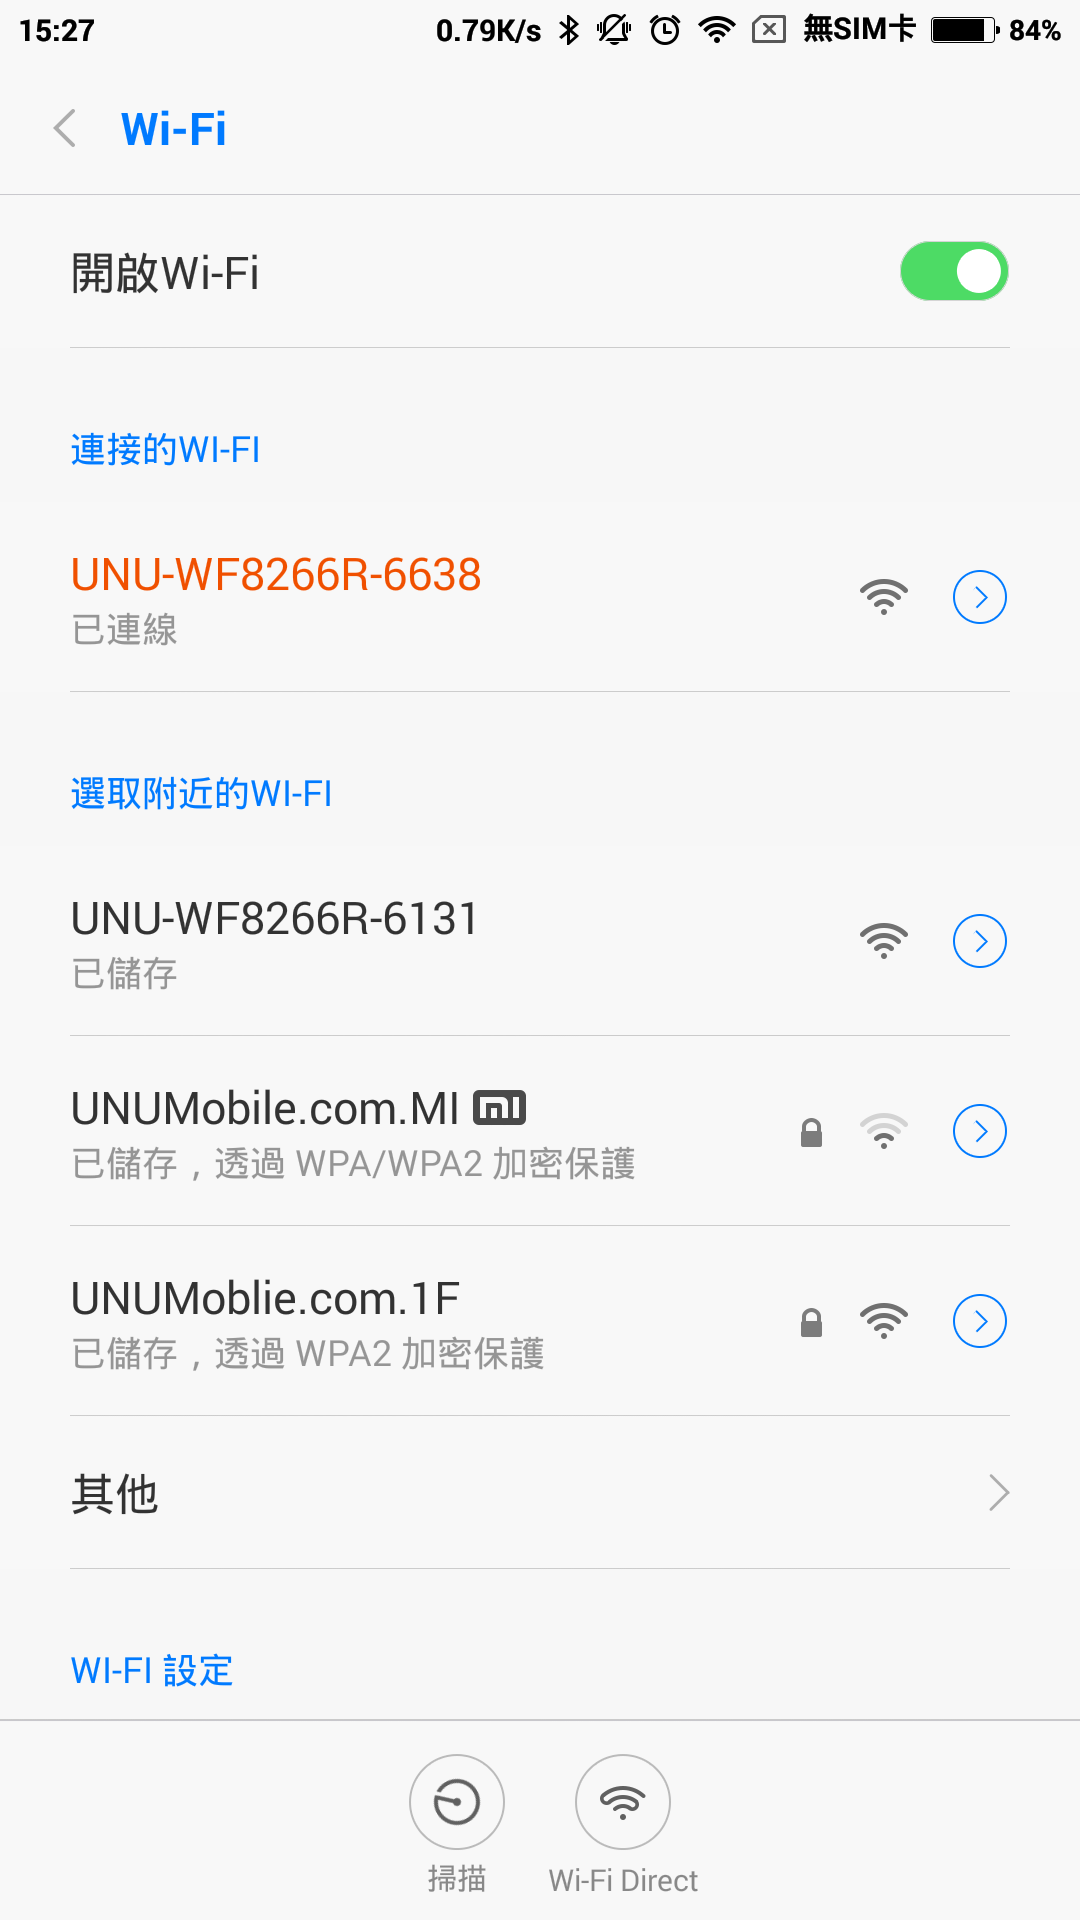 15:27 0.79K/s 無SIM卡 84%
Wi-Fi
開啟Wi-Fi
連接的WI-FI
UNU-WF8266R-6638
已連線
選取附近的WI-FI
UNU-WF8266R-6131
已儲存
UNUMobile.com.MI
已儲存，透過 WPA/WPA2 加密保護
UNUMoblie.com.1F
已儲存，透過 WPA2 加密保護
其他
WI-FI 設定
掃描 Wi-Fi Direct